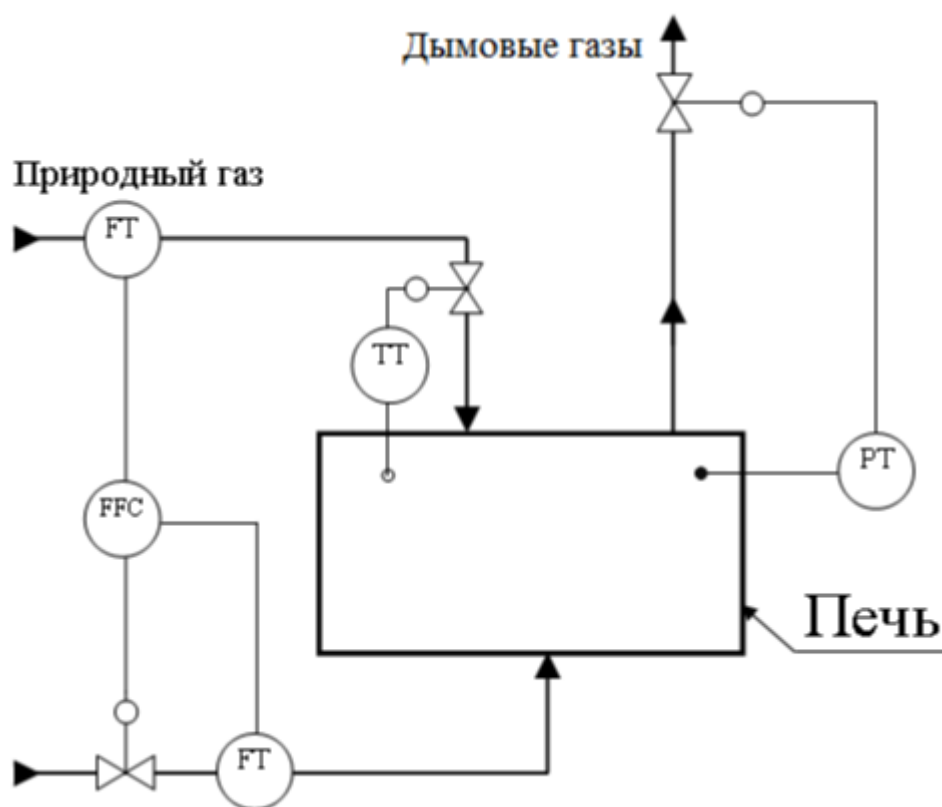 Дымовые газы
Природный газ
FT
TT
PT
FFC
Печь
FT